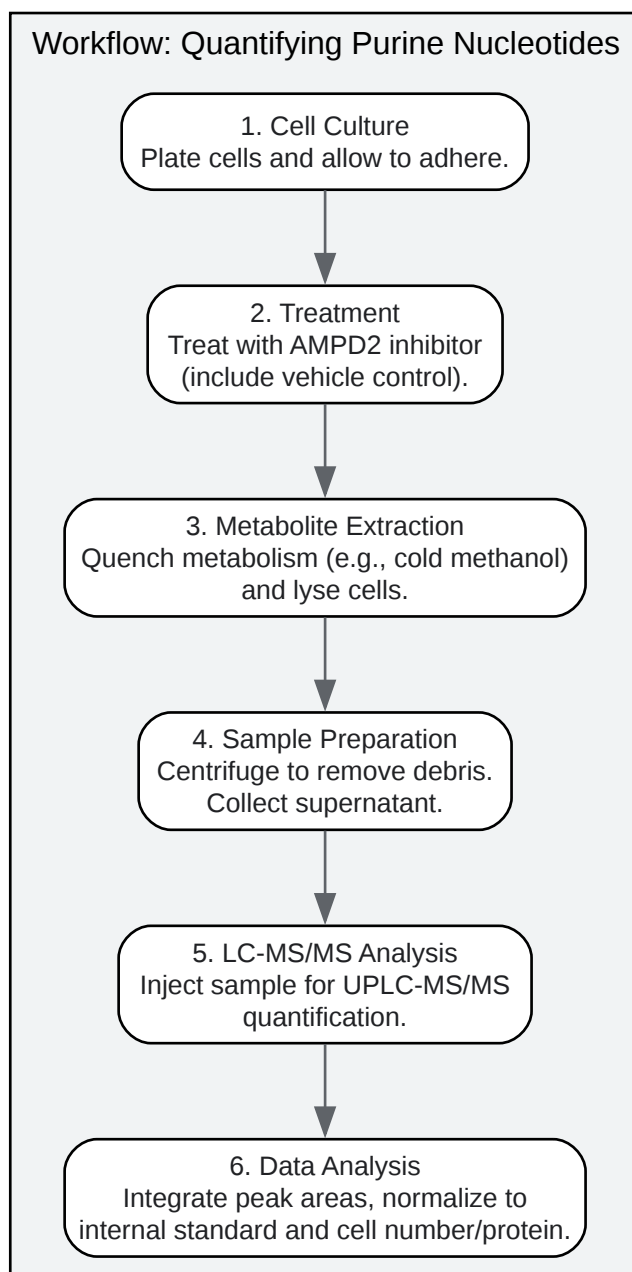 Workflow: Quantifying Purine Nucleotides
1. Cell Culture
Plate cells and allow to adhere.
2. Treatment
Treat with AMPD2 inhibitor
(include vehicle control).
3. Metabolite Extraction
Quench metabolism (e.g., cold methanol)
and lyse cells.
4. Sample Preparation
Centrifuge to remove debris.
Collect supernatant.
5. LC-MS/MS Analysis
Inject sample for UPLC-MS/MS
quantification.
6. Data Analysis
Integrate peak areas, normalize to
internal standard and cell number/protein.